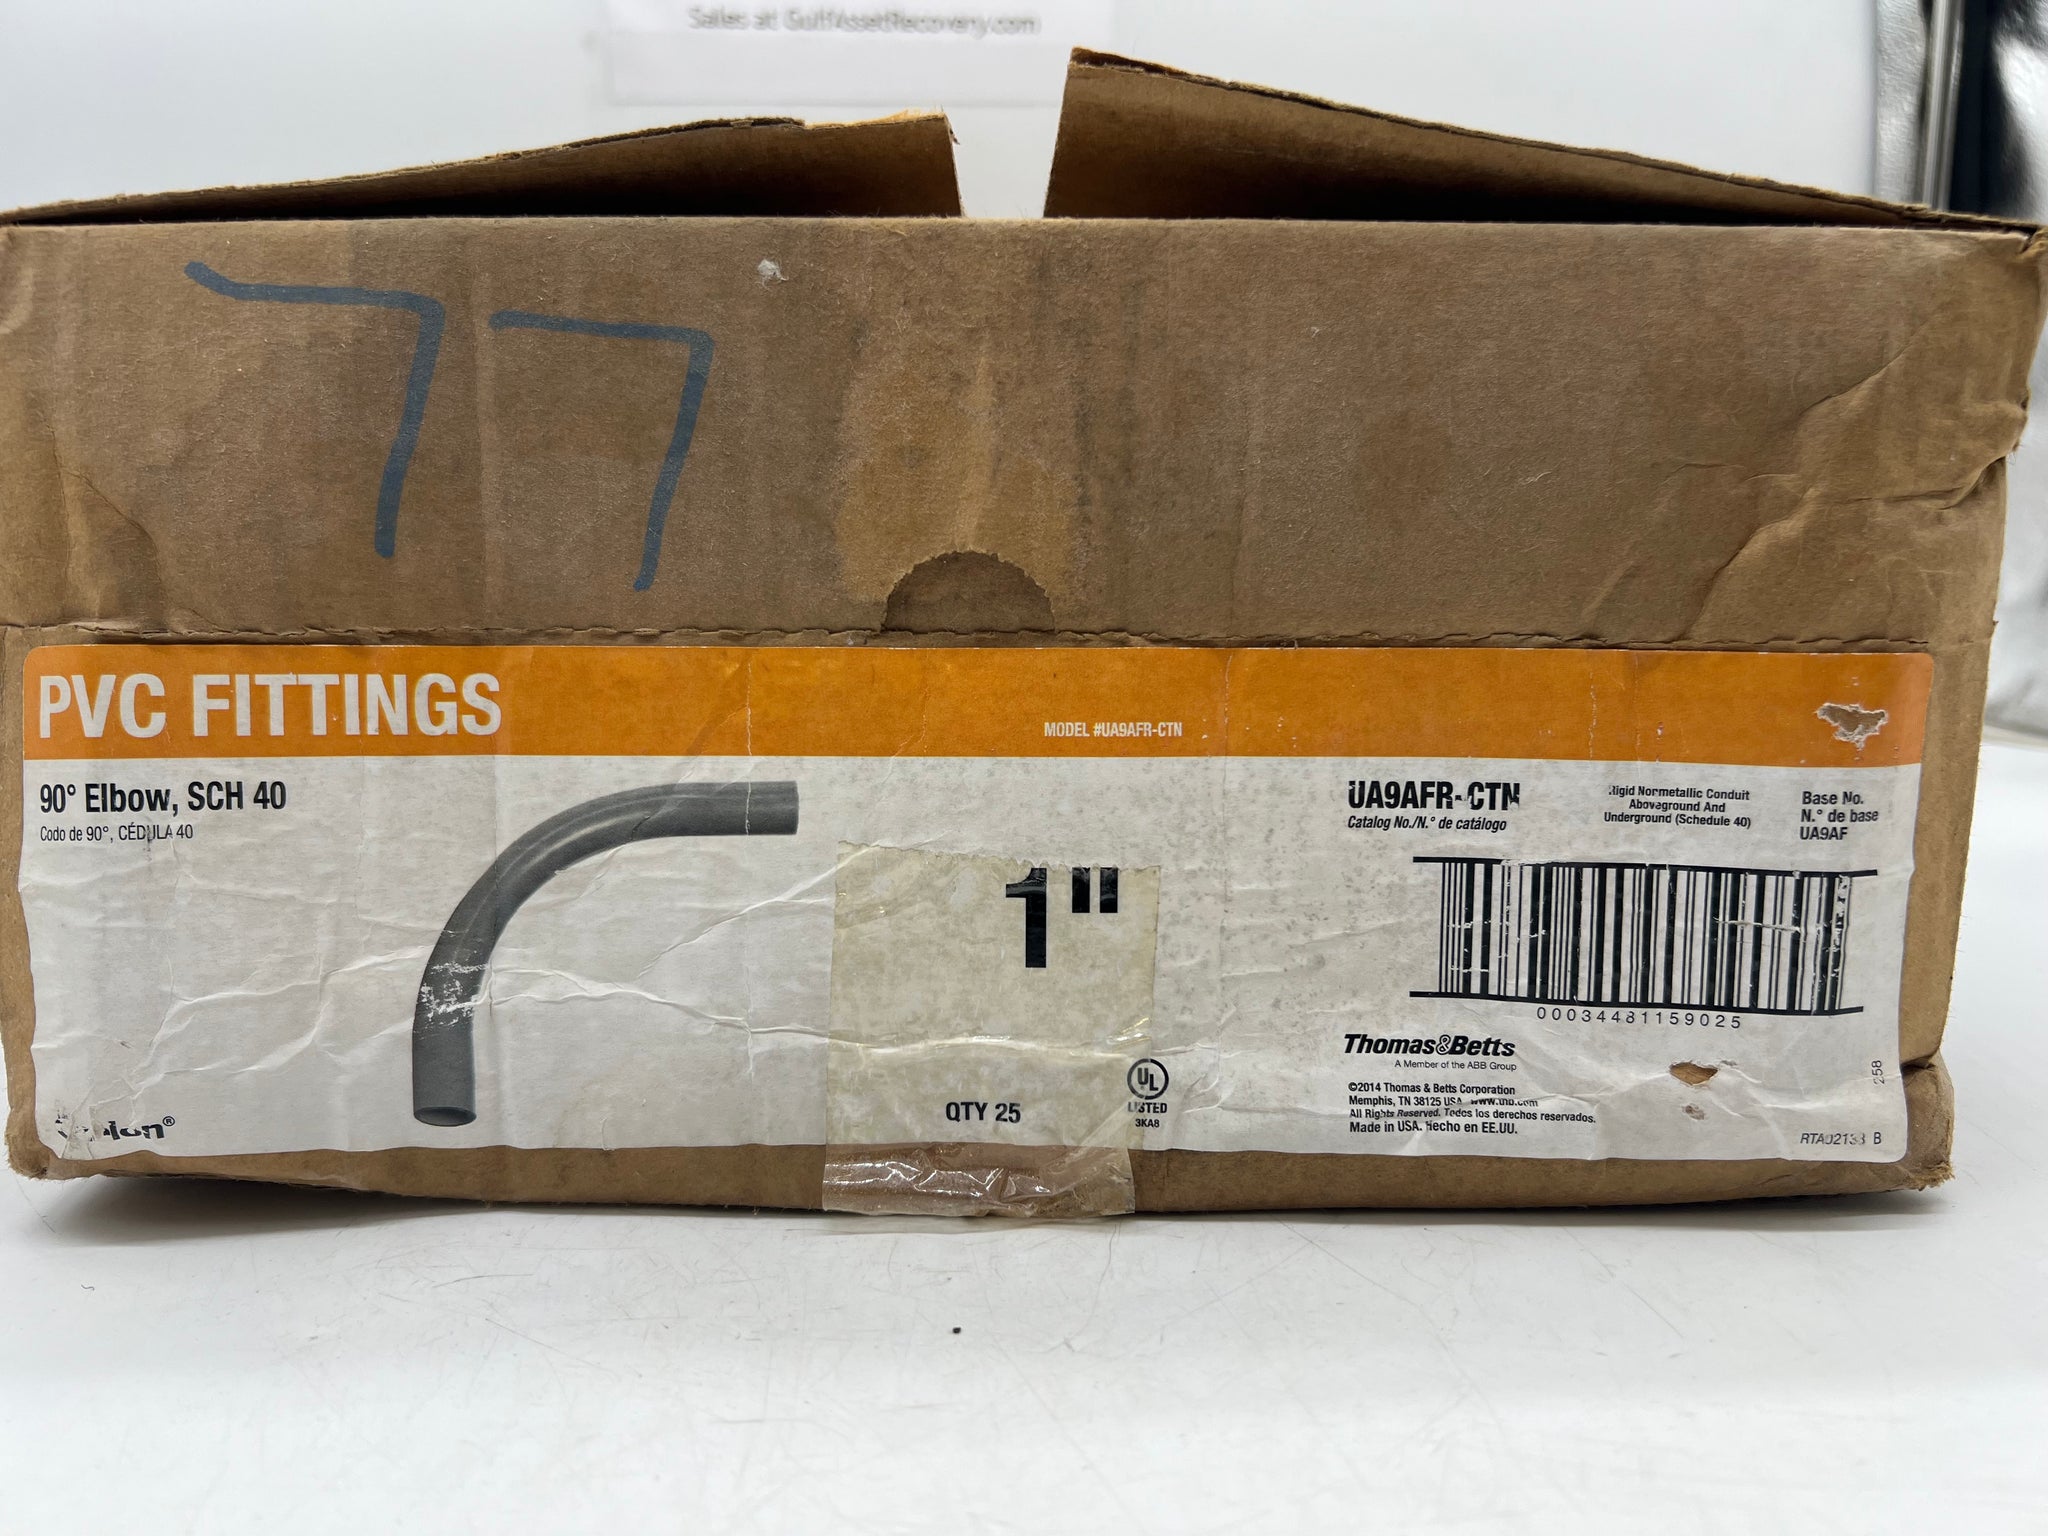 Sales at GulfAssetRecovery.com
77
PVC FITTINGS
MODEL #UA9AFR-CTN
90° Elbow, SCH 40
Codo de 90°, CÉDULA 40
1"
QTY 25
UL
LISTED
3KA8
UA9AFR-CTN
Catalog No./N.° de catálogo
Rigid Nonmetallic Conduit
Aboveground And
Underground (Schedule 40)
Base No.
N.° de base
UA9AF
00034481159025
Thomas&Betts
A Member of the ABB Group
©2014 Thomas & Betts Corporation
Memphis, TN 38125 USA
All Rights Reserved. Todos los derechos reservados.
Made in USA. Hecho en EE.UU.
258
B